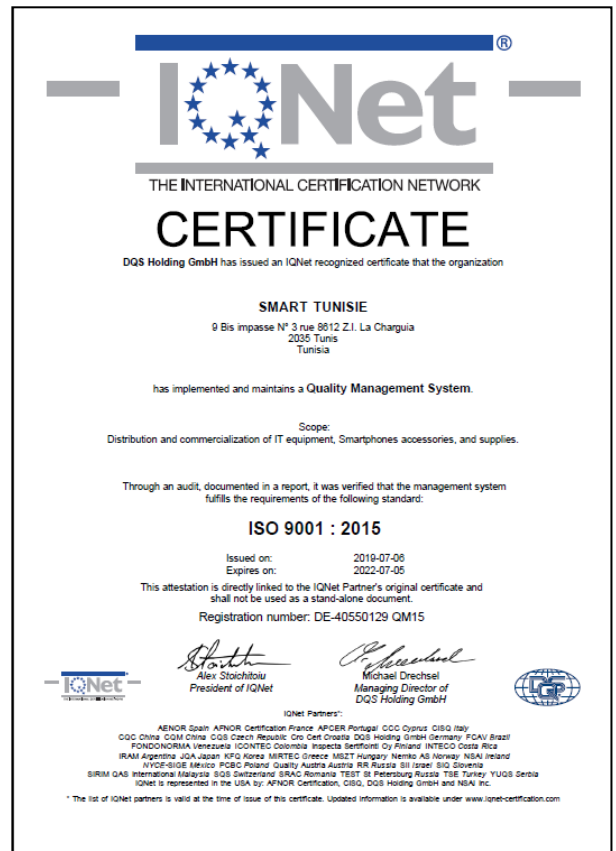 ®
IQNet
THE INTERNATIONAL CERTIFICATION NETWORK
CERTIFICATE
DQS Holding GmbH has issued an IQNet recognized certificate that the organization
SMART TUNISIE
9 Bis impasse N° 3 rue 8612 Z.I. La Charguia
2035 Tunis
Tunisia
has implemented and maintains a Quality Management System.
Scope:
Distribution and commercialization of IT equipment, Smartphones accessories, and supplies.
Through an audit, documented in a report, it was verified that the management system
fulfills the requirements of the following standard:
ISO 9001 : 2015
Issued on: 2019-07-06
Expires on: 2022-07-05
This attestation is directly linked to the IQNet Partner's original certificate and
shall not be used as a stand-alone document.
Registration number: DE-40550129 QM15
Alex Stoichitoiu
President of IQNet
Michael Drechsel
Managing Director of
DQS Holding GmbH
IQNet
DQS
IQNet Partners*:
AENOR Spain AFNOR Certification France APCER Portugal CCC Cyprus CISQ Italy
CQC China CQM China CQS Czech Republic Cro Cert Croatia DQS Holding GmbH Germany FCAV Brazil
FONDONORMA Venezuela ICONTEC Colombia Inspecta Sertifiointi Oy Finland INTECO Costa Rica
IRAM Argentina JQA Japan KFQ Korea MIRTEC Greece MSZT Hungary Nemko AS Norway NSAI Ireland
NYCE-SIGE México PCBC Poland Quality Austria Austria RR Russia SII Israel SIQ Slovenia
SIRIM QAS International Malaysia SQS Switzerland SRAC Romania TEST St Petersburg Russia TSE Turkey YUQS Serbia
IQNet is represented in the USA by: AFNOR Certification, CISQ, DQS Holding GmbH and NSAI Inc.
* The list of IQNet partners is valid at the time of issue of this certificate. Updated information is available under www.iqnet-certification.com